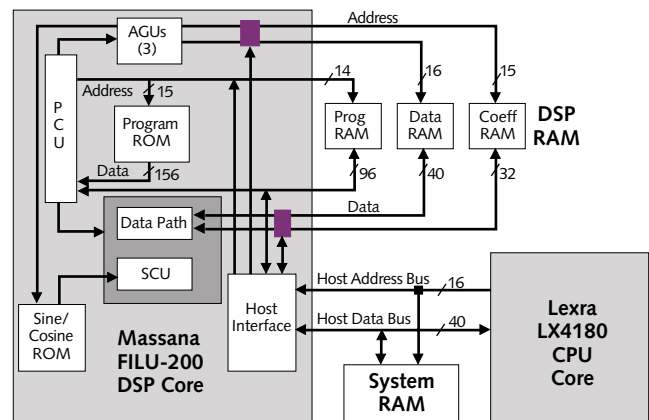 AGUs
(3)
Address
P
C
U
14
16
15
Address
15
Program
ROM
Prog
RAM
Data
RAM
Coeff
RAM
DSP
RAM
Data
156
96
40
32
Data
Data Path
SCU
Sine/
Cosine
ROM
Massana
FILU-200
DSP Core
Host
Interface
Host Address Bus
16
Host Data Bus
40
Lexra
LX4180
CPU
Core
System
RAM